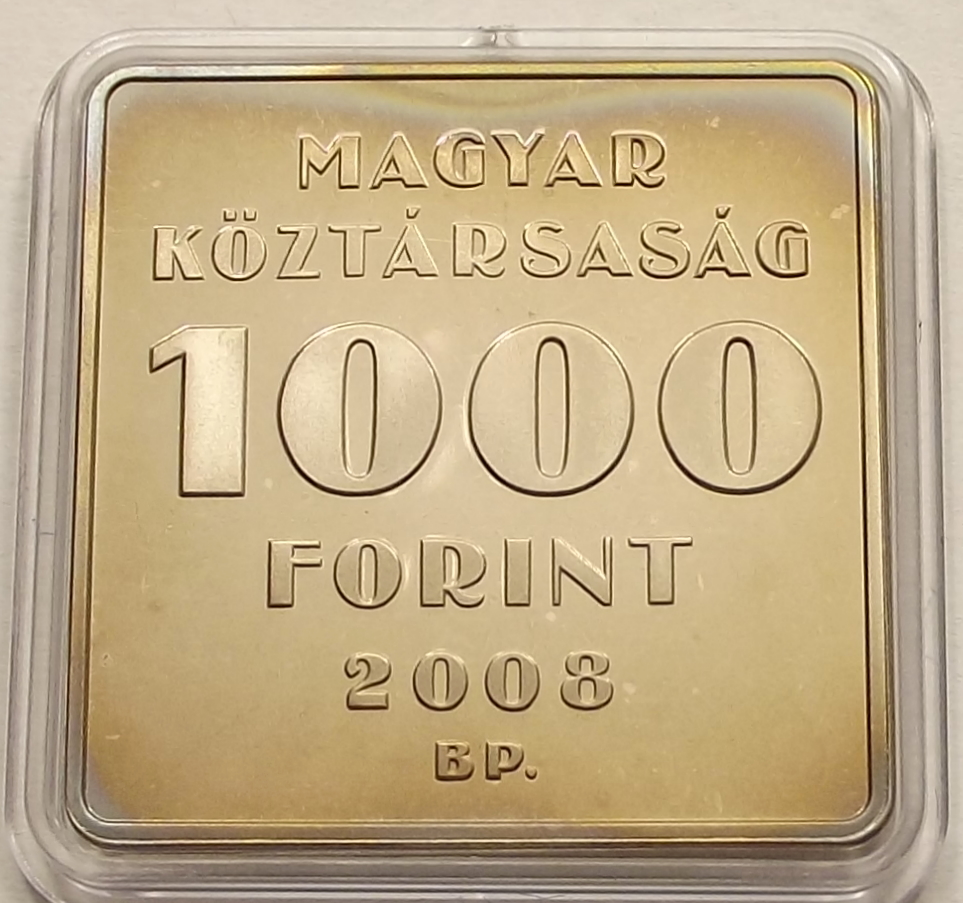 MAGYAR
KÖZTÁRSASÁG
1000
FORINT
2008
BP.